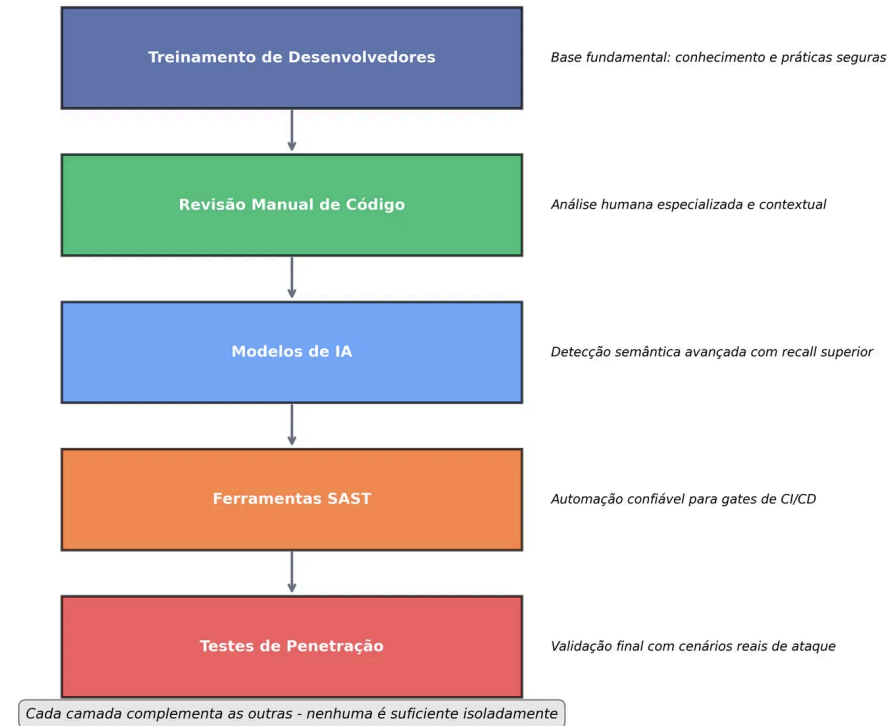 Treinamento de Desenvolvedores
Base fundamental: conhecimento e práticas seguras
Revisão Manual de Código
Análise humana especializada e contextual
Modelos de IA
Detecção semântica avançada com recall superior
Ferramentas SAST
Automação confiável para gates de CI/CD
Testes de Penetração
Validação final com cenários reais de ataque
Cada camada complementa as outras - nenhuma é suficiente isoladamente